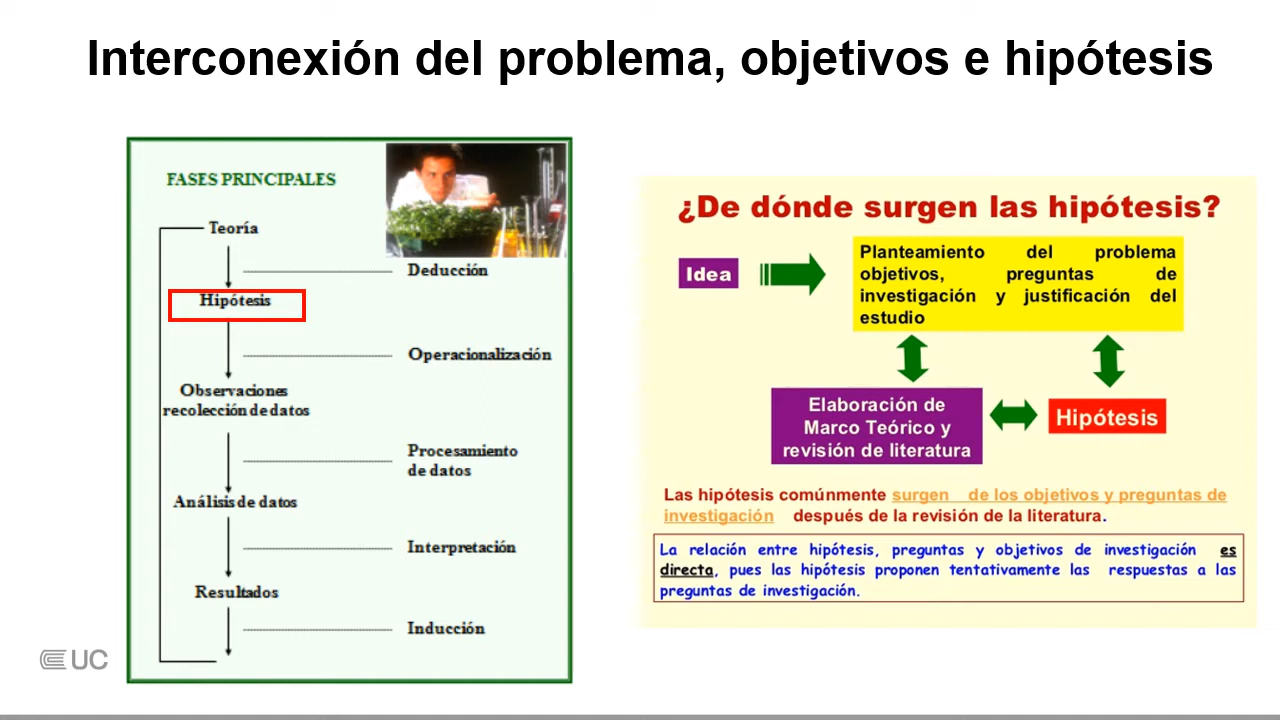 Interconexión del problema, objetivos e hipótesis
FASES PRINCIPALES
Teoría
Deducción
Hipótesis
Operacionalización
Observaciones
recolección de datos
Procesamiento
de datos
Análisis de datos
Interpretación
Resultados
Inducción
¿De dónde surgen las hipótesis?
Idea
Planteamiento del problema
objetivos, preguntas de
investigación y justificación del
estudio
Elaboración de
Marco Teórico y
revisión de literatura
Hipótesis
Las hipótesis comúnmente surgen de los objetivos y preguntas de
investigación después de la revisión de la literatura.
La relación entre hipótesis, preguntas y objetivos de investigación es
directa, pues las hipótesis proponen tentativamente las respuestas a las
preguntas de investigación.
UC